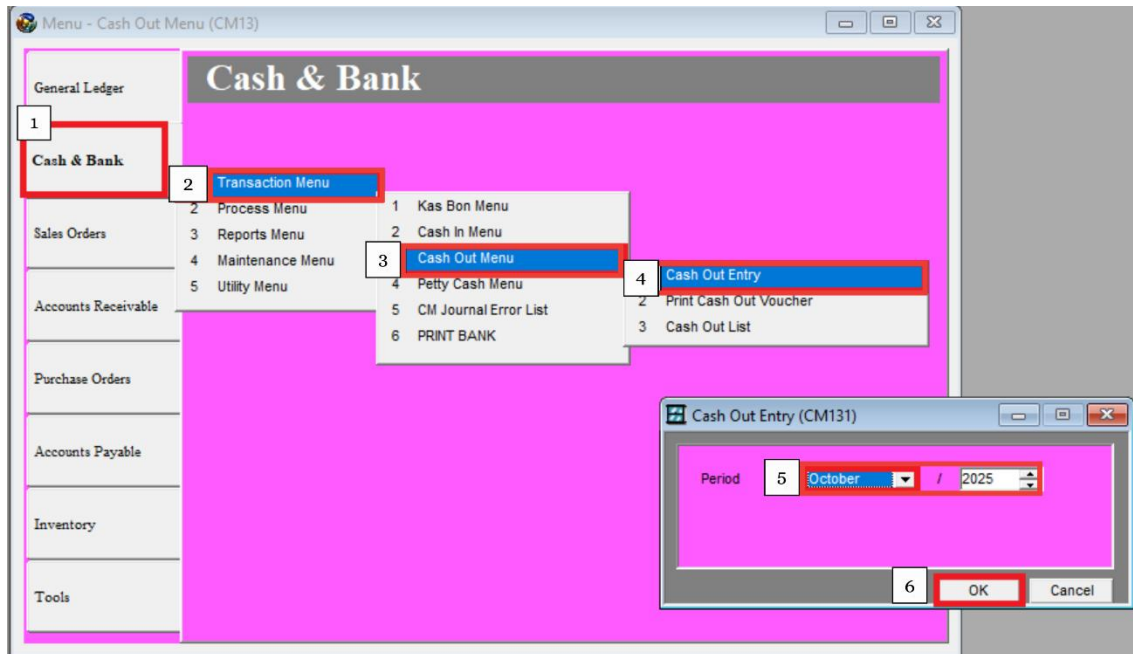 Menu - Cash Out Menu (CM13)
Cash & Bank
General Ledger
1
Cash & Bank
Sales Orders
Accounts Receivable
Purchase Orders
Accounts Payable
Inventory
Tools
2 Transaction Menu
2 Process Menu
3 Reports Menu
4 Maintenance Menu
5 Utility Menu
1 Kas Bon Menu
2 Cash In Menu
3 Cash Out Menu
4 Petty Cash Menu
5 CM Journal Error List
6 PRINT BANK
4 Cash Out Entry
2 Print Cash Out Voucher
3 Cash Out List
Cash Out Entry (CM131)
Period 5 October / 2025
6 OK Cancel